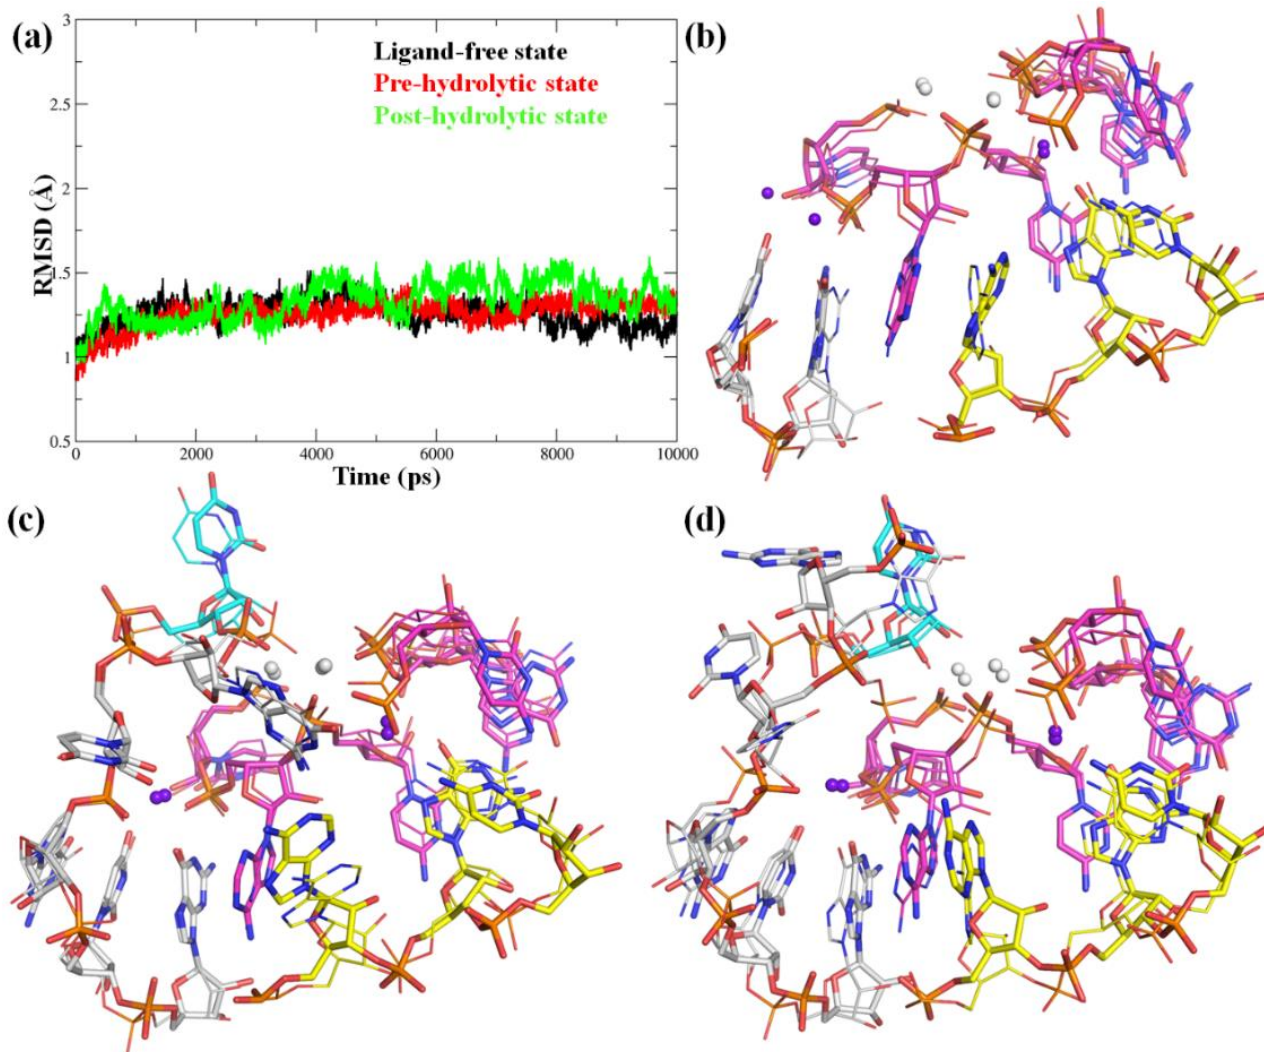 (a)
Ligand-free state
Pre-hydrolytic state
Post-hydrolytic state
3
2.5
2
1.5
1
0.5
RMSD (Å)
0
2000
4000
6000
8000
10000
Time (ps)
(b)
(c)
(d)